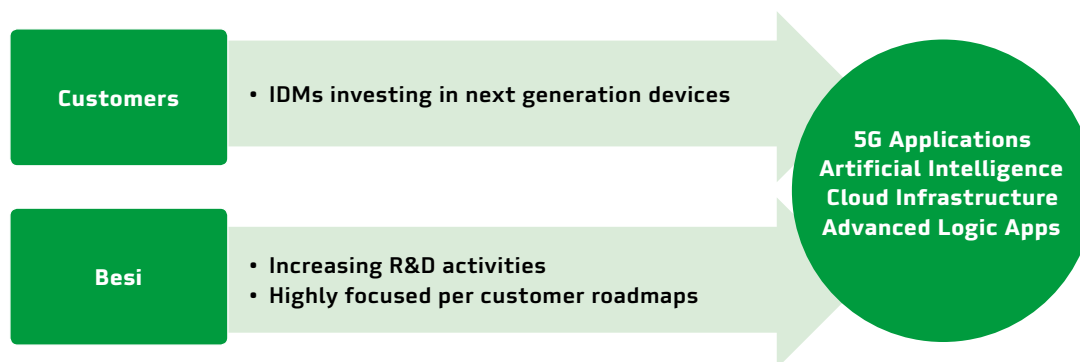 Customers
• IDMs investing in next generation devices
5G Applications
Artificial Intelligence
Cloud Infrastructure
Advanced Logic Apps
Besi
• Increasing R&D activities
• Highly focused per customer roadmaps